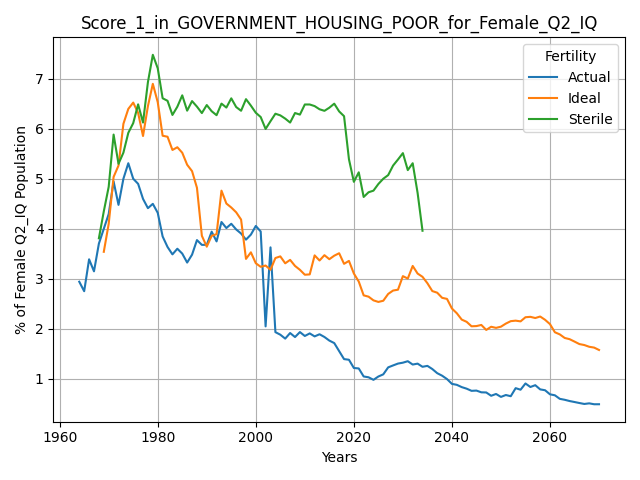 Score_1_in_GOVERNMENT_HOUSING_POOR_for_Female_Q2_IQ
Fertility
Actual
Ideal
Sterile
% of Female Q2_IQ Population
7
6
5
4
3
2
1
1960 1980 2000 2020 2040 2060
Years